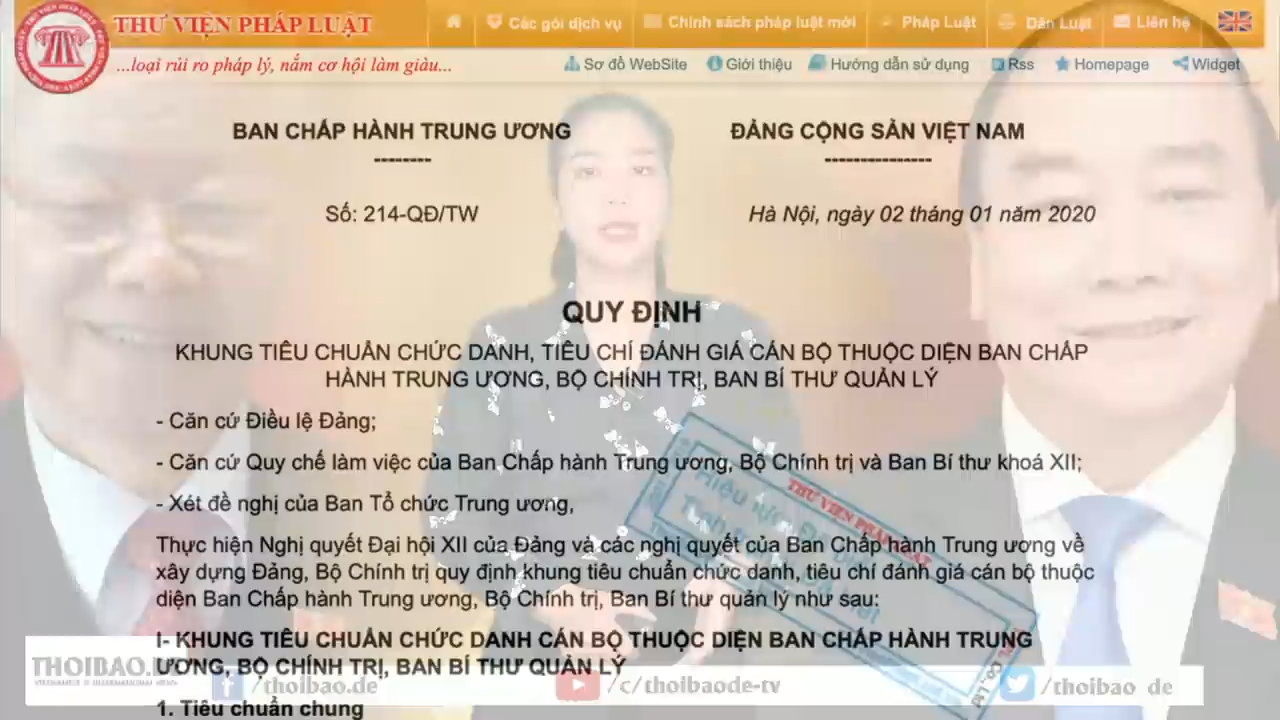 THƯ VIỆN PHÁP LUẬT
Các gói dịch vụ
Chính sách pháp luật mới
Pháp Luật
Dân Luật
Liên hệ
...loại rủi ro pháp lý, nắm cơ hội làm giàu...
Sơ đồ WebSite
Giới thiệu
Hướng dẫn sử dụng
Rss
Homepage
Widget
BAN CHẤP HÀNH TRUNG ƯƠNG
--------
ĐẢNG CỘNG SẢN VIỆT NAM
---------------
Số: 214-QĐ/TW
Hà Nội, ngày 02 tháng 01 năm 2020
QUY ĐỊNH
KHUNG TIÊU CHUẨN CHỨC DANH, TIÊU CHÍ ĐÁNH GIÁ CÁN BỘ THUỘC DIỆN BAN CHẤP
HÀNH TRUNG ƯƠNG, BỘ CHÍNH TRỊ, BAN BÍ THƯ QUẢN LÝ
- Căn cứ Điều lệ Đảng;
- Căn cứ Quy chế làm việc của Ban Chấp hành Trung ương, Bộ Chính trị và Ban Bí thư khoá XII;
- Xét đề nghị của Ban Tổ chức Trung ương,
Thực hiện Nghị quyết Đại hội XII của Đảng và các nghị quyết của Ban Chấp hành Trung ương về
xây dựng Đảng, Bộ Chính trị quy định khung tiêu chuẩn chức danh, tiêu chí đánh giá cán bộ thuộc
diện Ban Chấp hành Trung ương, Bộ Chính trị, Ban Bí thư quản lý như sau:
I- KHUNG TIÊU CHUẨN CHỨC DANH CÁN BỘ THUỘC DIỆN BAN CHẤP HÀNH TRUNG
ƯƠNG, BỘ CHÍNH TRỊ, BAN BÍ THƯ QUẢN LÝ
1. Tiêu chuẩn chung
THƯ VIỆN PHÁP LUẬT
THOIBAO.DE
/thoibao.de
/c/thoibaode-tv
/thoibao_de